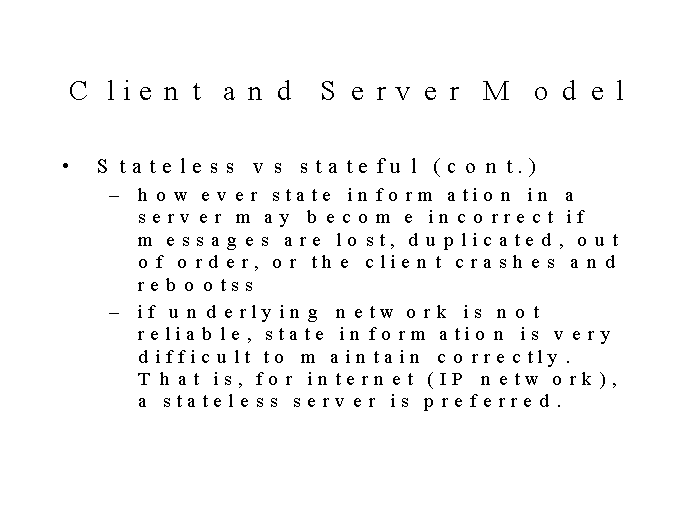 Client and Server Model
• Stateless vs stateful (cont.)
– however state information in a
server may become incorrect if
messages are lost, duplicated, out
of order, or the client crashes and
rebootss
– if underlying network is not
reliable, state information is very
difficult to maintain correctly.
That is, for internet (IP network),
a stateless server is preferred.